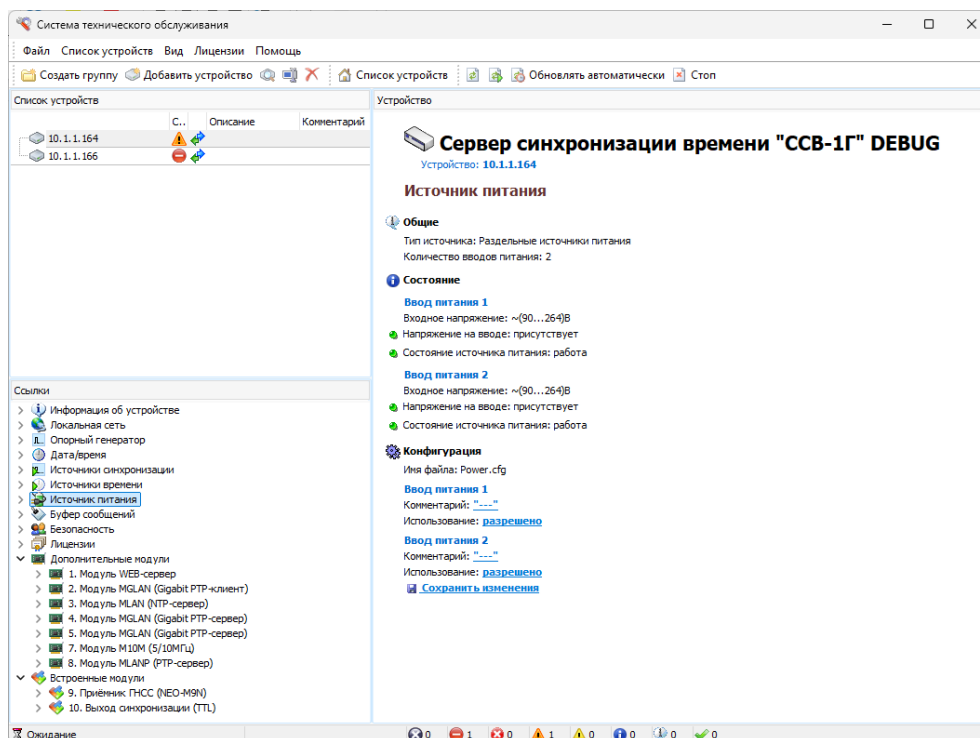 Система технического обслуживания
Файл Список устройств Вид Лицензии Помощь
Создать группу Добавить устройство Список устройств Обновлять автоматически Стоп
Список устройств
С.. Описание Комментарий
10.1.1.164
10.1.1.166
Ссылки
Информация об устройстве
Локальная сеть
Опорный генератор
Дата/время
Источники синхронизации
Источники времени
Источник питания
Буфер сообщений
Безопасность
Лицензии
Дополнительные модули
1. Модуль WEB-сервер
2. Модуль MGLAN (Gigabit PTP-клиент)
3. Модуль MLAN (NTP-сервер)
4. Модуль MGLAN (Gigabit PTP-сервер)
5. Модуль MGLAN (Gigabit PTP-сервер)
7. Модуль M10M (5/10МГц)
8. Модуль MLANP (PTP-сервер)
Встроенные модули
9. Приёмник ГНСС (NEO-M9N)
10. Выход синхронизации (TTL)
Устройство
Сервер синхронизации времени "ССВ-1Г" DEBUG
Устройство: 10.1.1.164
Источник питания
Общие
Тип источника: Раздельные источники питания
Количество вводов питания: 2
Состояние
Ввод питания 1
Входное напряжение: ~(90...264)В
Напряжение на вводе: присутствует
Состояние источника питания: работа
Ввод питания 2
Входное напряжение: ~(90...264)В
Напряжение на вводе: присутствует
Состояние источника питания: работа
Конфигурация
Имя файла: Power.cfg
Ввод питания 1
Комментарий: "---"
Использование: разрешено
Ввод питания 2
Комментарий: "---"
Использование: разрешено
Сохранить изменения
Ожидание 0 1 0 1 0 0 0 0